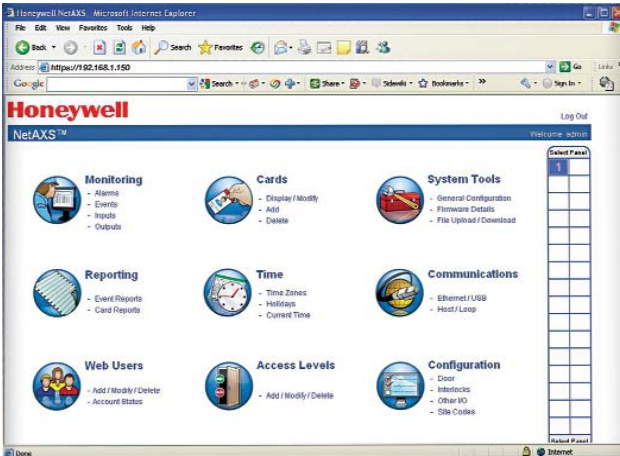 Honeywell NetAXS - Microsoft Internet Explorer
File Edit View Favorites Tools Help
Back Search Favorites
Address https://192.168.1.150 Go Links
Google Search Share Sidewiki Bookmarks Sign In
Honeywell
Log Out
NetAXS™ Welcome admin
Select Panel
1
Monitoring
- Alarms
- Events
- Inputs
- Outputs
Cards
- Display / Modify
- Add
- Delete
System Tools
- General Configuration
- Firmware Details
- File Upload / Download
Reporting
- Event Reports
- Card Reports
Time
- Time Zones
- Holidays
- Current Time
Communications
- Ethernet / USB
- Host / Loop
Web Users
- Add / Modify / Delete
- Account Status
Access Levels
- Add / Modify / Delete
Configuration
- Door
- Interlocks
- Other I/O
- Site Codes
Select Panel
Done Internet